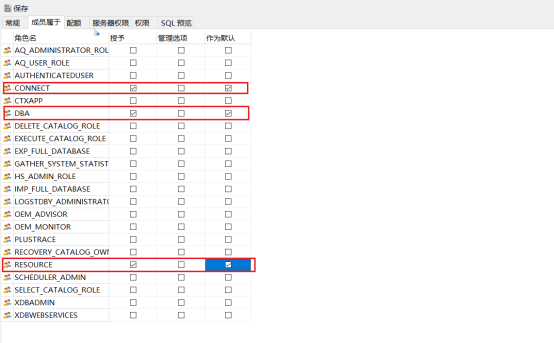 保存
常规 成员属于 配额 服务器权限 权限 SQL 预览
角色名 授予 管理选项 作为默认
AQ_ADMINISTRATOR_ROL
AQ_USER_ROLE
AUTHENTICATEDUSER
CONNECT
CTXAPP
DBA
DELETE_CATALOG_ROLE
EXECUTE_CATALOG_ROLE
EXP_FULL_DATABASE
GATHER_SYSTEM_STATIST
HS_ADMIN_ROLE
IMP_FULL_DATABASE
LOGSTDBY_ADMINISTRATO
OEM_ADVISOR
OEM_MONITOR
PLUSTRACE
RECOVERY_CATALOG_OWN
RESOURCE
SCHEDULER_ADMIN
SELECT_CATALOG_ROLE
XDBADMIN
XDBWEBSERVICES